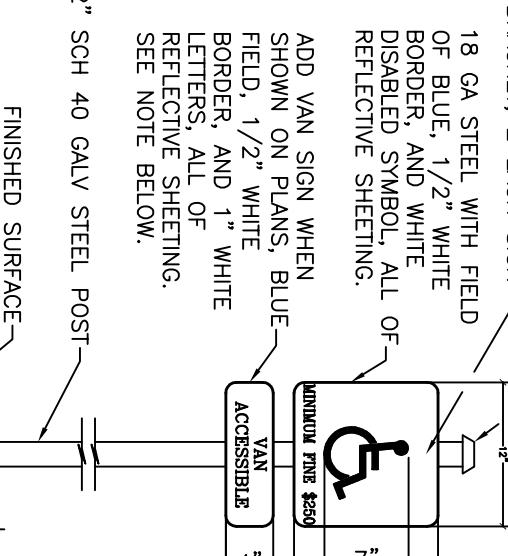 18 GA STEEL WITH FIELD
OF BLUE, 1/2" WHITE
BORDER, AND WHITE
DISABLED SYMBOL, ALL OF
REFLECTIVE SHEETING.
ADD VAN SIGN WHEN
SHOWN ON PLANS, BLUE
FIELD, 1/2" WHITE
BORDER, AND 1" WHITE
LETTERS, ALL OF
REFLECTIVE SHEETING.
SEE NOTE BELOW.
SCH 40 GALV STEEL POST
FINISHED SURFACE
12"
MINIMUM FINE $250
VAN
ACCESSIBLE
7"